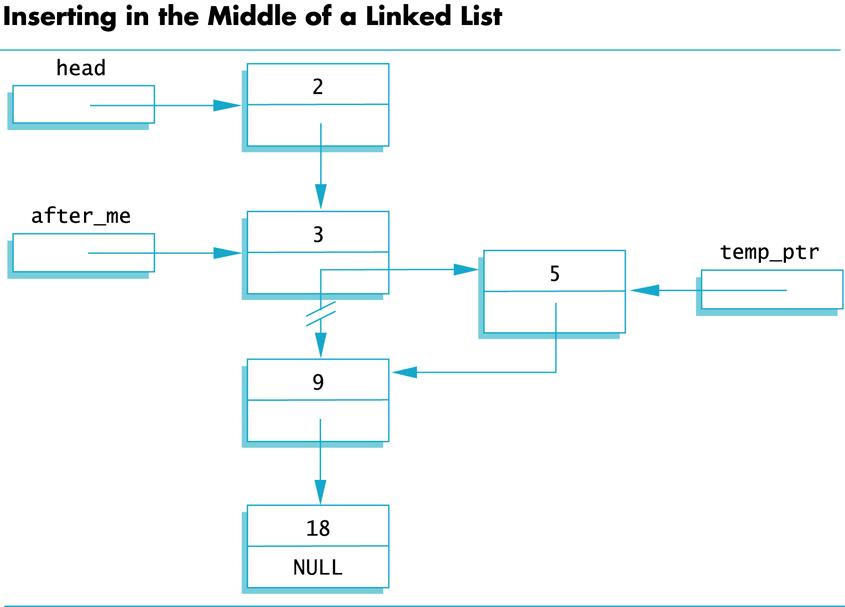 Inserting in the Middle of a Linked List
head
2
after_me
3
temp_ptr
5
9
18
NULL